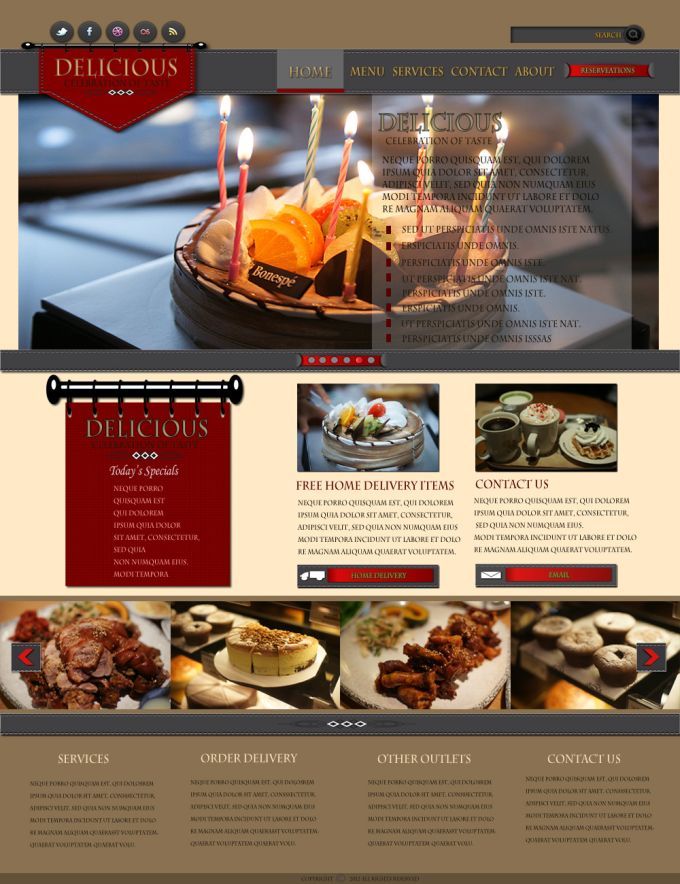 SEARCH
DELICIOUS
CELEBRATION OF TASTE
HOME MENU SERVICES CONTACT ABOUT RESERVEATIONS
DELICIOUS
CELEBRATION OF TASTE
NEQUE PORRO QUISQUAM EST, QUI DOLOREM
IPSUM QUIA DOLOR SIT AMET, CONSECTETUR,
ADIPISCI VELIT, SED QUIA NON NUMQUAM EIUS
MODI TEMPORA INCIDUNT UT LABORE ET DOLO
RE MAGNAM ALIQUAM QUAERAT VOLUPTATEM.
SED UT PERSPICIATIS UNDE OMNIS ISTE NATUS.
ERSPICIATIS UNDE OMNIS.
PERSPICIATIS UNDE OMNIS ISTE.
UT PERSPICIATIS UNDE OMNIS ISTE NAT.
PERSPICIATIS UNDE OMNIS ISTE.
ERSPICIATIS UNDE OMNIS.
UT PERSPICIATIS UNDE OMNIS ISTE NAT.
PERSPICIATIS UNDE OMNIS ISSSAS
Bonespé
DELICIOUS
CELEBRATION OF TASTE
Today's Specials
NEQUE PORRO
QUISQUAM EST
QUI DOLOREM
IPSUM QUIA DOLOR
SIT AMET, CONSECTETUR,
SED QUIA
NON NUMQUAM EIUS,
MODI TEMPORA
FREE HOME DELIVERY ITEMS
NEQUE PORRO QUISQUAM EST, QUI DOLOREM
IPSUM QUIA DOLOR SIT AMET, CONSECTETUR,
ADIPISCI VELIT, SED QUIA NON NUMQUAM EIUS
MODI TEMPORA INCIDUNT UT LABORE ET DOLO
RE MAGNAM ALIQUAM QUAERAT VOLUPTATEM.
HOME DELIVERY
CONTACT US
NEQUE PORRO QUISQUAM EST, QUI DOLOREM
IPSUM QUIA DOLOR SIT AMET, CONSECTETUR,
SED QUIA NON NUMQUAM EIUS,
MODI TEMPORA INCIDUNT UT LABORE ET DOLO
RE MAGNAM ALIQUAM QUAERAT VOLUPTATEM.
EMAIL
SERVICES
NEQUE PORRO QUISQUAM EST, QUI DOLOREM
IPSUM QUIA DOLOR SIT AMET, CONSECTETUR,
ADIPISCI VELIT, SED QUIA NON NUMQUAM EIUS
MODI TEMPORA INCIDUNT UT LABORE ET DOLO
RE MAGNAM ALIQUAM QUAERAT VOLUPTATEM.
QUAERAT VOLUPTATEM.
ORDER DELIVERY
NEQUE PORRO QUISQUAM EST, QUI DOLOREM
IPSUM QUIA DOLOR SIT AMET, CONSECTETUR,
ADIPISCI VELIT, SED QUIA NON NUMQUAM EIUS
MODI TEMPORA INCIDUNT UT LABORE ET DOLO
RE MAGNAM ALIQUAM QUAERAT VOLUPTATEM.
QUAERAT VOLUPTATEM.
OTHER OUTLETS
NEQUE PORRO QUISQUAM EST, QUI DOLOREM
IPSUM QUIA DOLOR SIT AMET, CONSECTETUR,
ADIPISCI VELIT, SED QUIA NON NUMQUAM EIUS
MODI TEMPORA INCIDUNT UT LABORE ET DOLO
RE MAGNAM ALIQUAM QUAERAT VOLUPTATEM.
QUAERAT VOLUPTATEM.
CONTACT US
NEQUE PORRO QUISQUAM EST, QUI DOLOREM
IPSUM QUIA DOLOR SIT AMET, CONSECTETUR,
ADIPISCI VELIT, SED QUIA NON NUMQUAM EIUS
MODI TEMPORA INCIDUNT UT LABORE ET DOLO
RE MAGNAM ALIQUAM QUAERAT VOLUPTATEM.
QUAERAT VOLUPTATEM.
COPYRIGHT 2012 ALL RIGHTS RESERVED